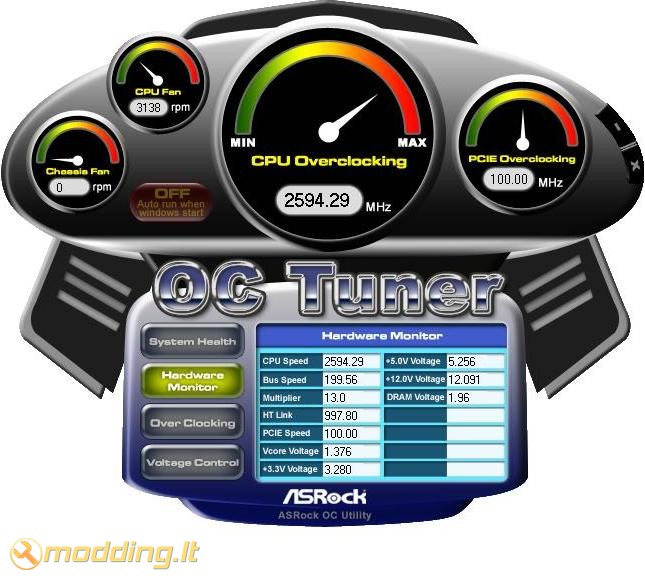 CPU Fan
3138 rpm
Chassis Fan
0 rpm
MIN MAX
CPU Overclocking
2594.29 MHz
PCIE Overclocking
100.00 MHz
-
x
OFF
Auto run when
windows start
OC Tuner
System Health
Hardware
Monitor
Over Clocking
Voltage Control
Hardware Monitor
CPU Speed 2594.29 +5.0V Voltage 5.256
Bus Speed 199.56 +12.0V Voltage 12.091
Multiplier 13.0 DRAM Voltage 1.96
HT Link 997.80
PCIE Speed 100.00
Vcore Voltage 1.376
+3.3V Voltage 3.280
ASRock
ASRock OC Utility
modding.lt